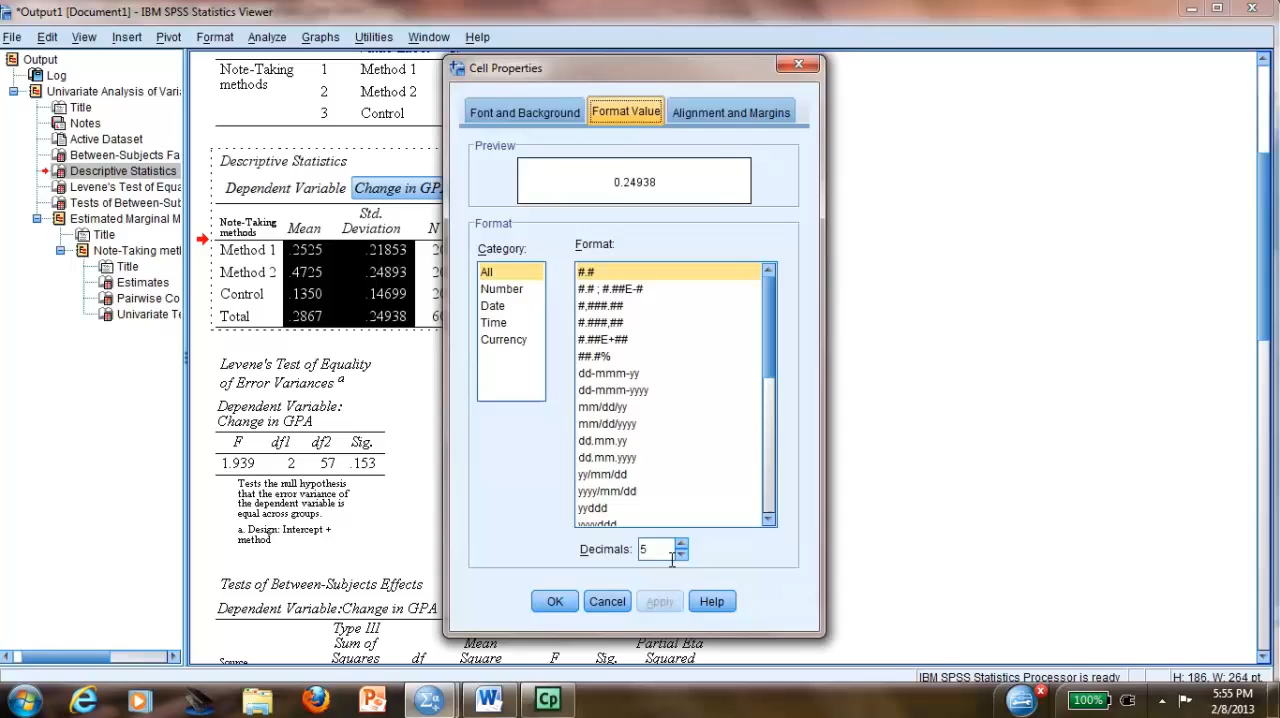 *Output1 [Document1] - IBM SPSS Statistics Viewer
File Edit View Insert Pivot Format Analyze Graphs Utilities Window Help
Output
Log
Univariate Analysis of Vari
Title
Notes
Active Dataset
Between-Subjects Fa
Descriptive Statistics
Levene's Test of Equa
Tests of Between-Sub
Estimated Marginal M
Title
Note-Taking met
Title
Estimates
Pairwise Co
Univariate Te
Note-Taking 1 Method 1
methods
2 Method 2
3 Control
Descriptive Statistics
Dependent Variable Change in GP
Note-Taking
methods Mean Std.
Deviation N
Method 1 .2525 .21853 20
Method 2 .4725 .24893 20
Control .1350 .14699 20
Total .2867 .24938 60
Levene's Test of Equality
of Error Variances a
Dependent Variable:
Change in GPA
F df1 df2 Sig.
1.939 2 57 .153
Tests the null hypothesis
that the error variance of
the dependent variable is
equal across groups.
a. Design: Intercept +
method
Tests of Between-Subjects Effects
Dependent Variable:Change in GPA
Source Type III
Sum of
Squares df Mean
Square F Sig. Partial Eta
Squared
Cell Properties
Font and Background Format Value Alignment and Margins
Preview
0.24938
Format
Category: Format:
All
Number
Date
Time
Currency
#.#
#.# ; #.##E-#
#,###.##
#.###,##
#.##E+##
##.#%
dd-mmm-yy
dd-mmm-yyyy
mm/dd/yy
mm/dd/yyyy
dd.mm.yy
dd.mm.yyyy
yy/mm/dd
yyyy/mm/dd
yyddd
yyyyddd
Decimals: 5
OK Cancel Apply Help
IBM SPSS Statistics Processor is ready H: 186, W: 264 pt.
W Cp 100% 5:55 PM
2/8/2013